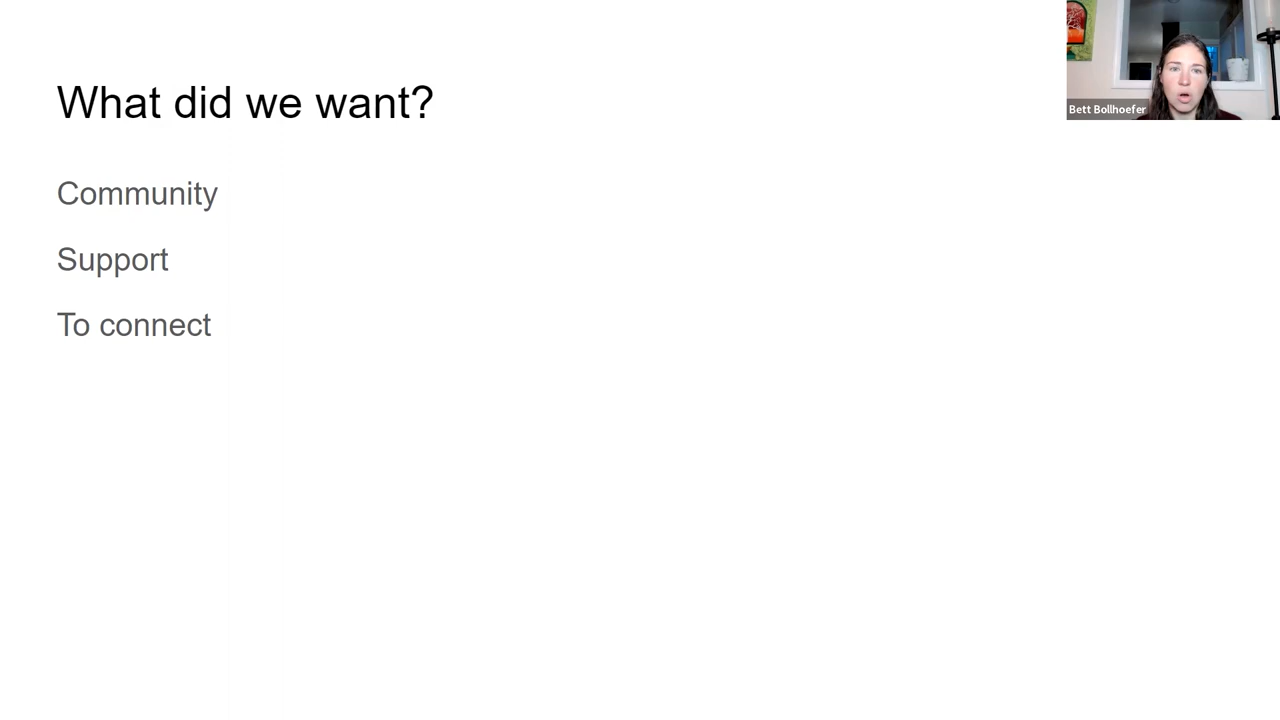 What did we want?
Community
Support
To connect
Bett Bollhoefer